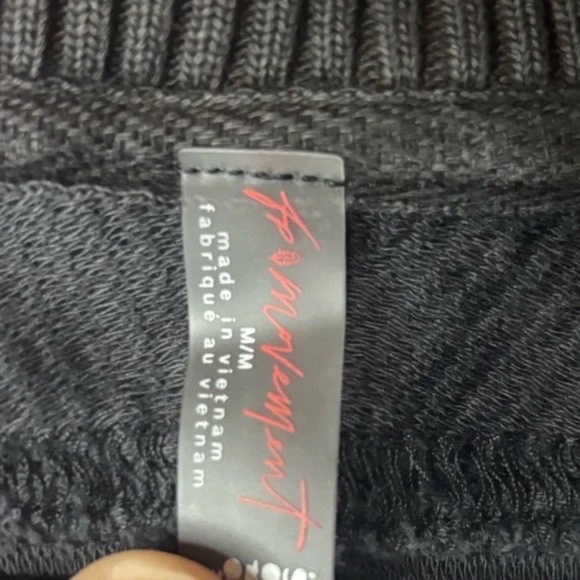 fp movement
M/M
made in vietnam
fabriqué au vietnam